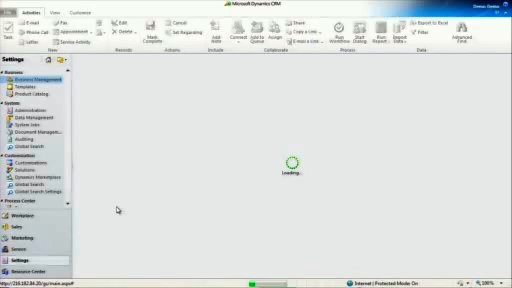 Microsoft Dynamics CRM
Demo Demo
File
Activities
View
Task
E-mail
Phone Call
Letter
Fax
Appointment
Service Activity
Edit
Delete
Mark Complete
Cancel
Set Regarding
Add Note
Connect
Add to Queue
Assign
Share
Copy a Link
E-mail a Link
Run Workflow
Start Dialog
Run Report
Import Data
Export to Excel
Filter
Advanced Find
Include
Records
Actions
Add
Collaborate
Process
Data
Settings
Business
Business Management
Templates
Product Catalog
System
Administration
Data Management
System Jobs
Document Managem...
Auditing
Global Search
Customization
Customizations
Solutions
Dynamics Marketplace
Global Search
Global Search Settings
Process Center
Workplace
Sales
Marketing
Service
Settings
Resource Center
Loading...
Internet | Protected Mode: On
100%